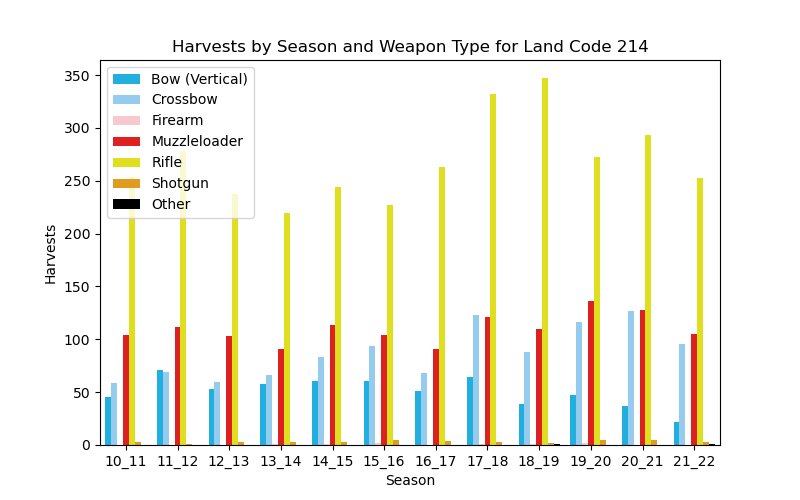 Harvests by Season and Weapon Type for Land Code 214
350
300
250
200
150
100
50
0
Harvests
Bow (Vertical)
Crossbow
Firearm
Muzzleloader
Rifle
Shotgun
Other
10_11 11_12 12_13 13_14 14_15 15_16 16_17 17_18 18_19 19_20 20_21 21_22
Season